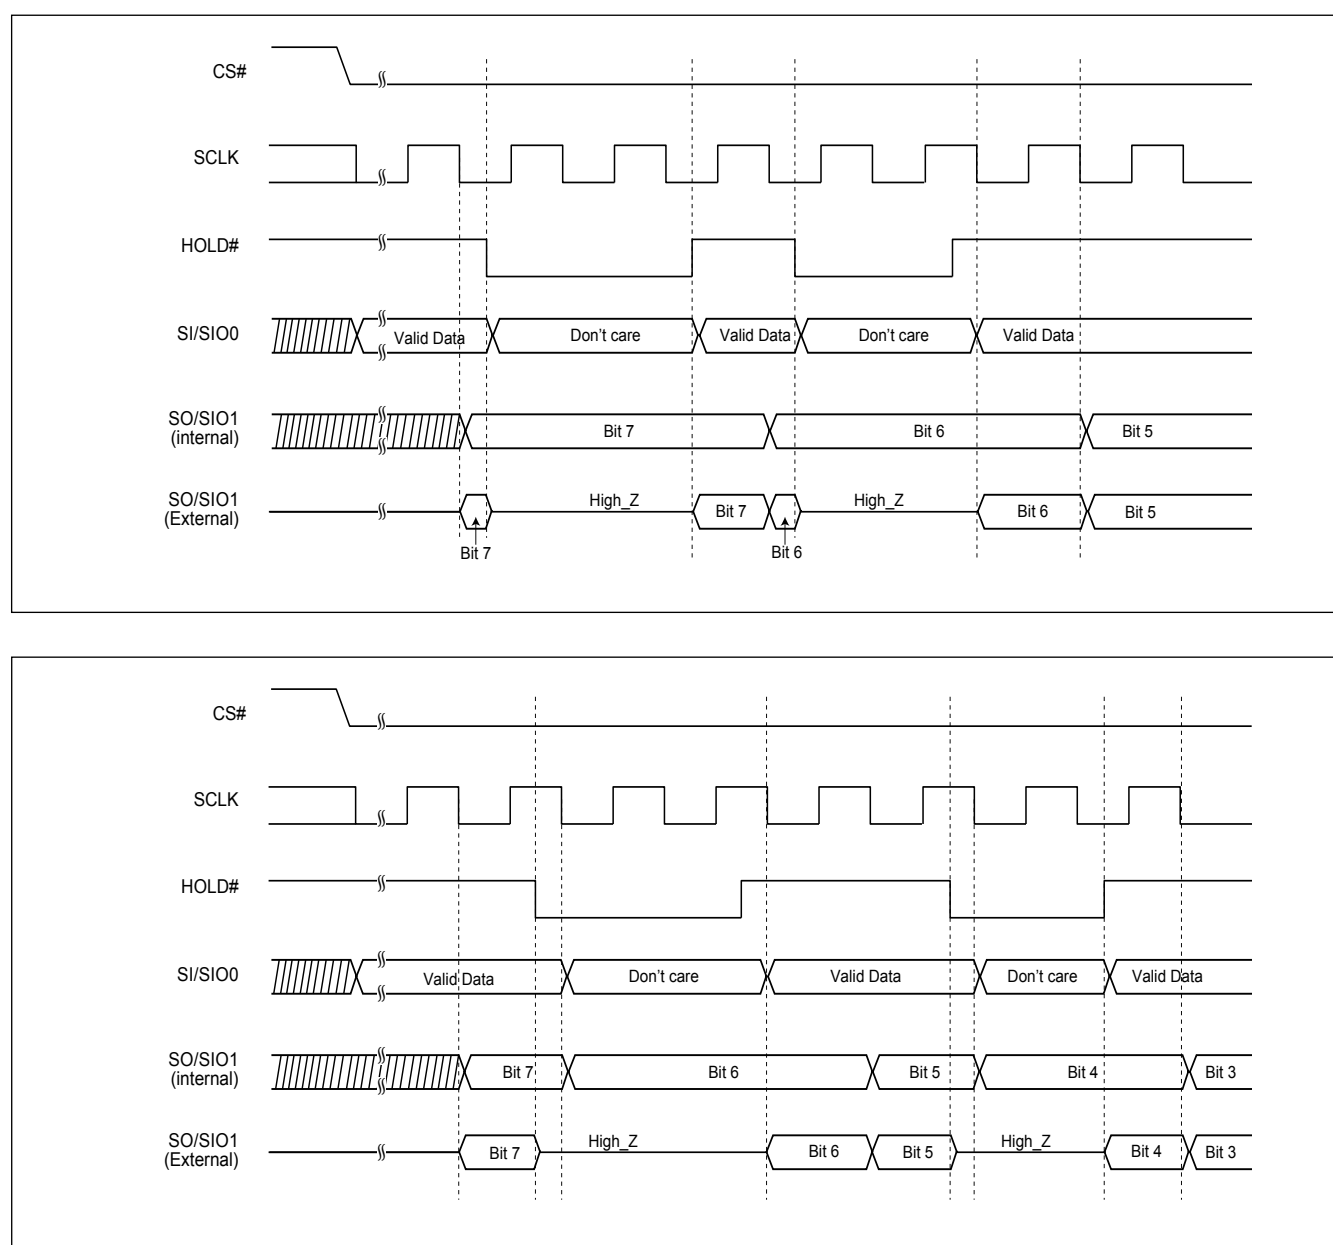 CS#
SCLK
HOLD#
SI/SIO0
Valid Data
Don't care
Valid Data
Don't care
Valid Data
SO/SIO1
(internal)
Bit 7
Bit 6
Bit 5
SO/SIO1
(External)
High_Z
Bit 7
High_Z
Bit 6
Bit 5
Bit 7
Bit 6
CS#
SCLK
HOLD#
SI/SIO0
Valid Data
Don't care
Valid Data
Don't care
Valid Data
SO/SIO1
(internal)
Bit 7
Bit 6
Bit 5
Bit 4
Bit 3
SO/SIO1
(External)
Bit 7
High_Z
Bit 6
Bit 5
High_Z
Bit 4
Bit 3